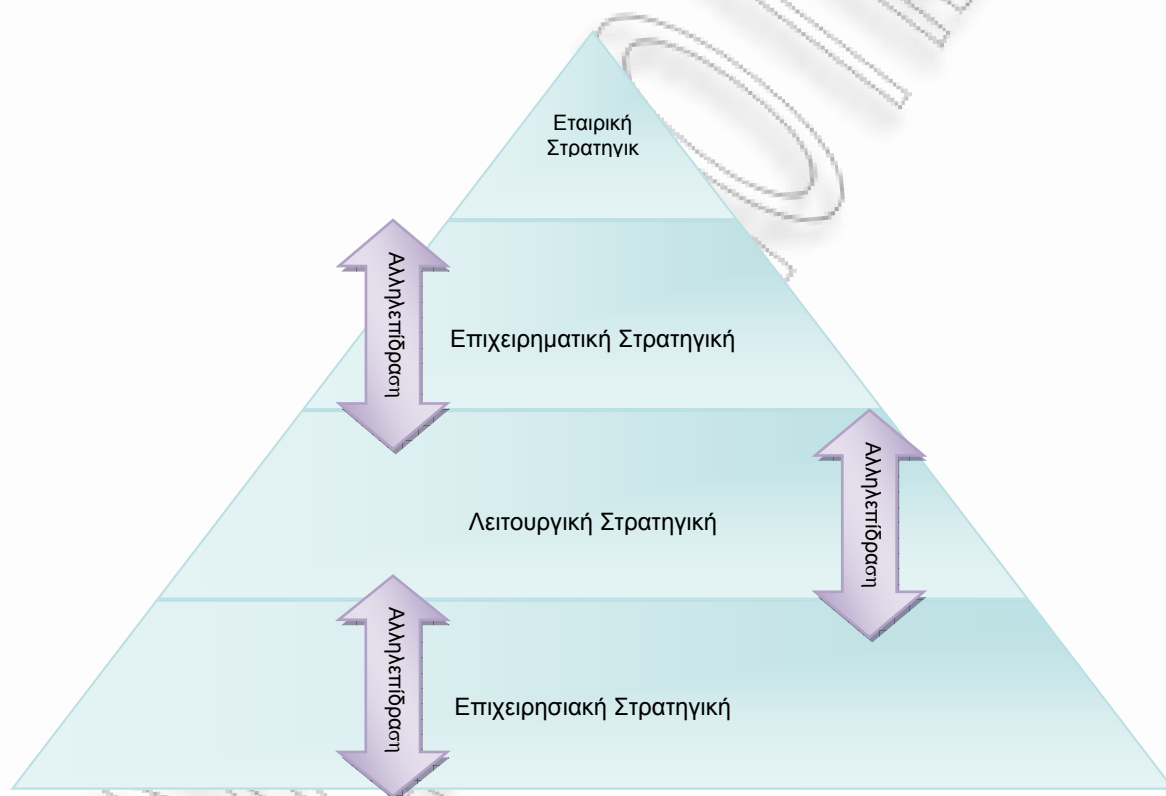 Εταιρική
Στρατηγικ
Αλληλεπίδραση
Επιχειρηματική Στρατηγική
Αλληλεπίδραση
Λειτουργική Στρατηγική
Αλληλεπίδραση
Επιχειρησιακή Στρατηγική